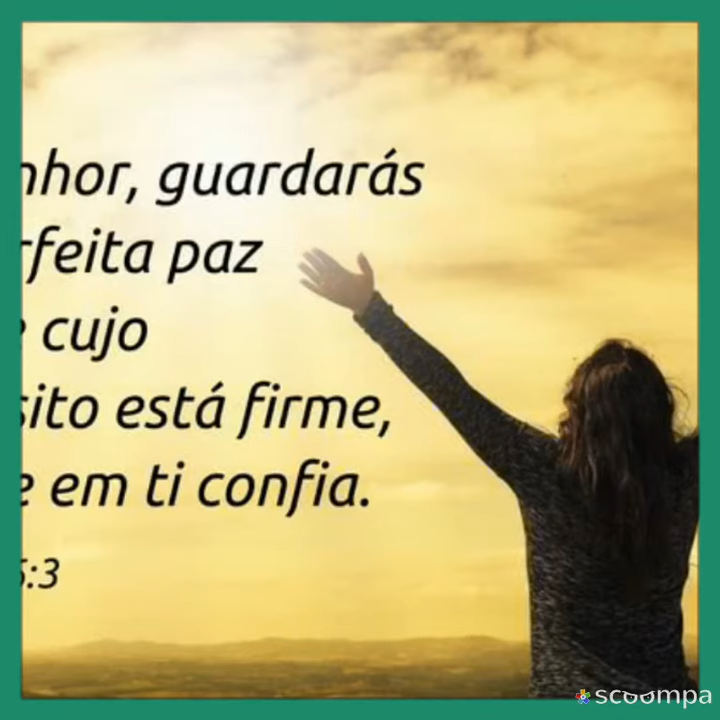 nhor, guardarás
rfeita paz
cujo
sito está firme,
e em ti confia.
:3
scoompa